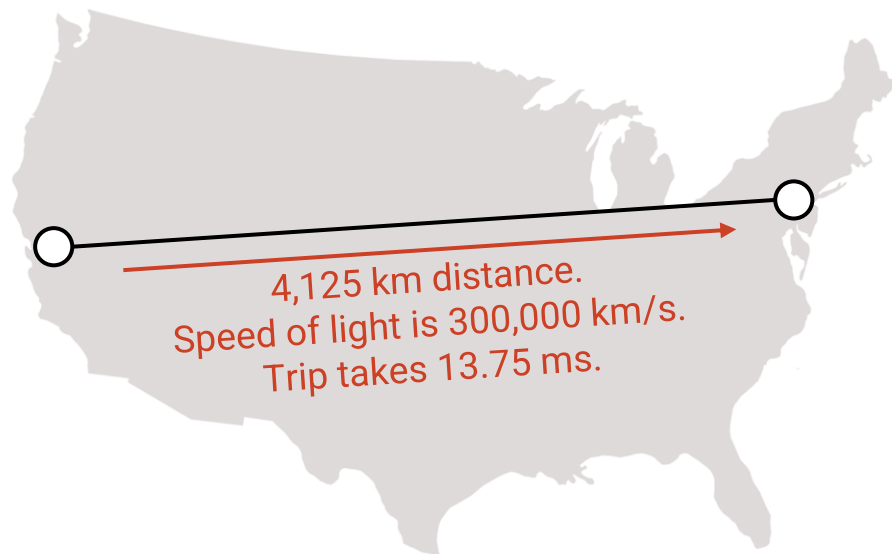 4,125 km distance.
Speed of light is 300,000 km/s.
Trip takes 13.75 ms.